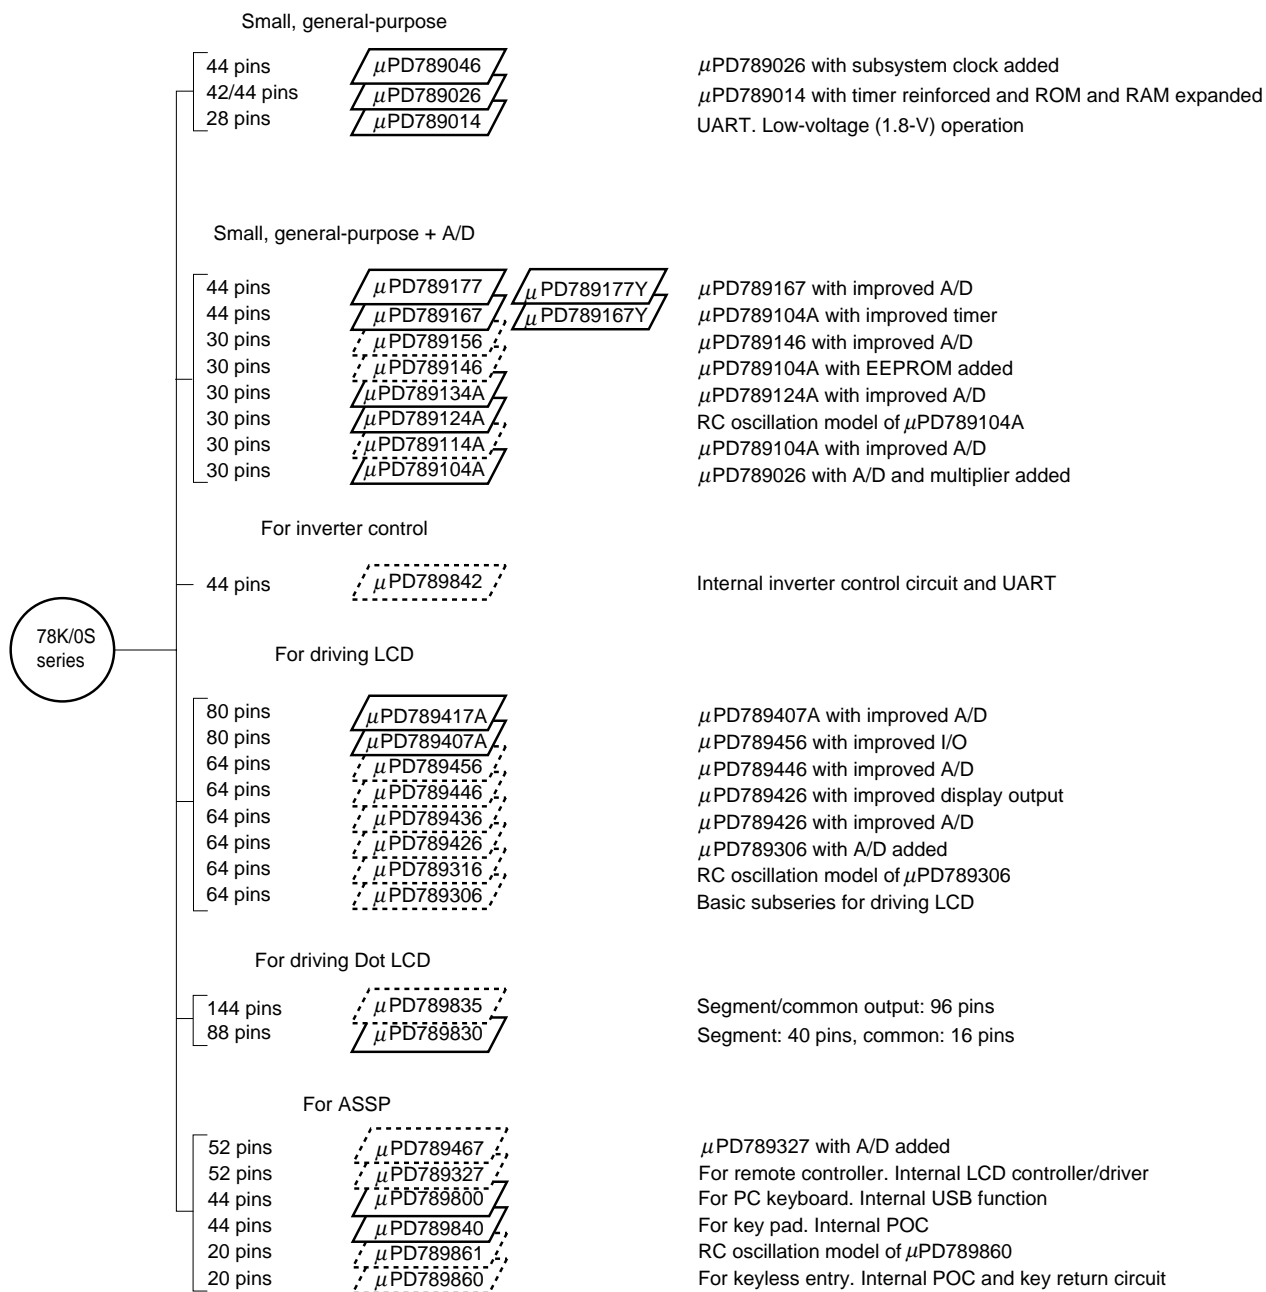 Small, general-purpose
44 pins μPD789046 μPD789026 with subsystem clock added
42/44 pins μPD789026 μPD789014 with timer reinforced and ROM and RAM expanded
28 pins μPD789014 UART. Low-voltage (1.8-V) operation
Small, general-purpose + A/D
44 pins μPD789177 μPD789177Y μPD789167 with improved A/D
44 pins μPD789167 μPD789167Y μPD789104A with improved timer
30 pins μPD789156 μPD789146 with improved A/D
30 pins μPD789146 μPD789104A with EEPROM added
30 pins μPD789134A μPD789124A with improved A/D
30 pins μPD789124A RC oscillation model of μPD789104A
30 pins μPD789114A μPD789104A with improved A/D
30 pins μPD789104A μPD789026 with A/D and multiplier added
For inverter control
44 pins μPD789842 Internal inverter control circuit and UART
78K/0S
series
For driving LCD
80 pins μPD789417A μPD789407A with improved A/D
80 pins μPD789407A μPD789456 with improved I/O
64 pins μPD789456 μPD789446 with improved A/D
64 pins μPD789446 μPD789426 with improved display output
64 pins μPD789436 μPD789426 with improved A/D
64 pins μPD789426 μPD789306 with A/D added
64 pins μPD789316 RC oscillation model of μPD789306
64 pins μPD789306 Basic subseries for driving LCD
For driving Dot LCD
144 pins μPD789835 Segment/common output: 96 pins
88 pins μPD789830 Segment: 40 pins, common: 16 pins
For ASSP
52 pins μPD789467 μPD789327 with A/D added
52 pins μPD789327 For remote controller. Internal LCD controller/driver
44 pins μPD789800 For PC keyboard. Internal USB function
44 pins μPD789840 For key pad. Internal POC
20 pins μPD789861 RC oscillation model of μPD789860
20 pins μPD789860 For keyless entry. Internal POC and key return circuit